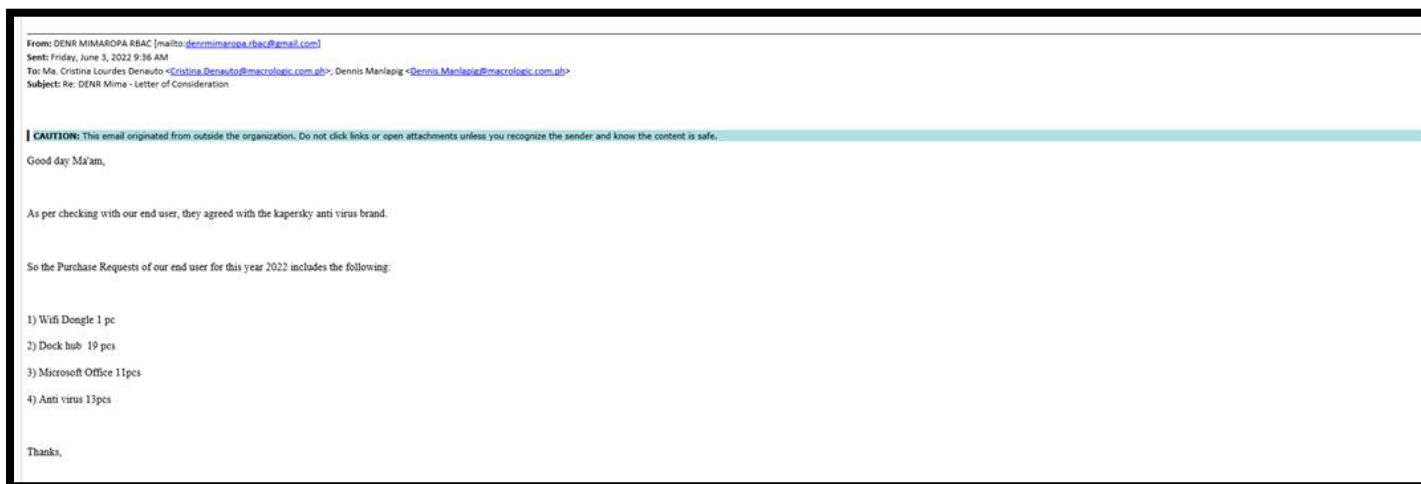 From: DENR MIMAROPA RBAC [mailto:denrmimaropa.rbac@gmail.com]
Sent: Friday, June 3, 2022 9:36 AM
To: Ma. Cristina Lourdes Denauto <Cristina.Denauto@macrologic.com.ph>; Dennis Manlapig <Dennis.Manlapig@macrologic.com.ph>
Subject: Re: DENR Mima - Letter of Consideration
CAUTION: This email originated from outside the organization. Do not click links or open attachments unless you recognize the sender and know the content is safe.
Good day Ma'am,
As per checking with our end user, they agreed with the kapersky anti virus brand.
So the Purchase Requests of our end user for this year 2022 includes the following:
1) Wifi Dongle 1 pc
2) Dock hub 19 pcs
3) Microsoft Office 11pcs
4) Anti virus 13pcs
Thanks,